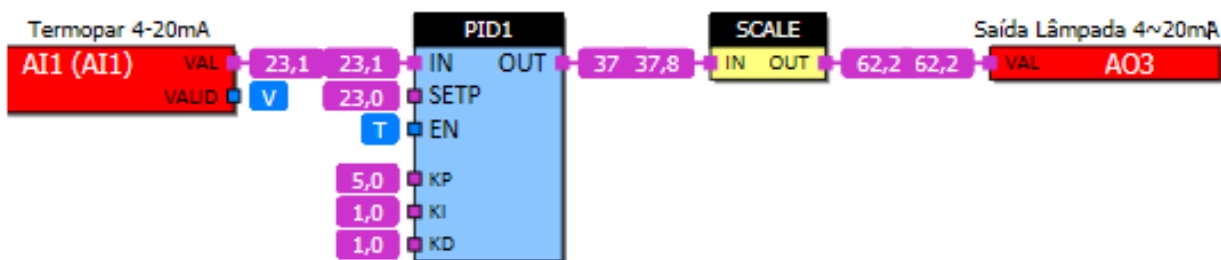 Termopar 4-20mA
PID1
SCALE
Saída Lâmpada 4~20mA
AI1 (AI1) VAL 23,1 23,1 IN OUT 37 37,8 IN OUT 62,2 62,2 VAL AO3
VALID V 23,0 SETP
T EN
5,0 KP
1,0 KI
1,0 KD